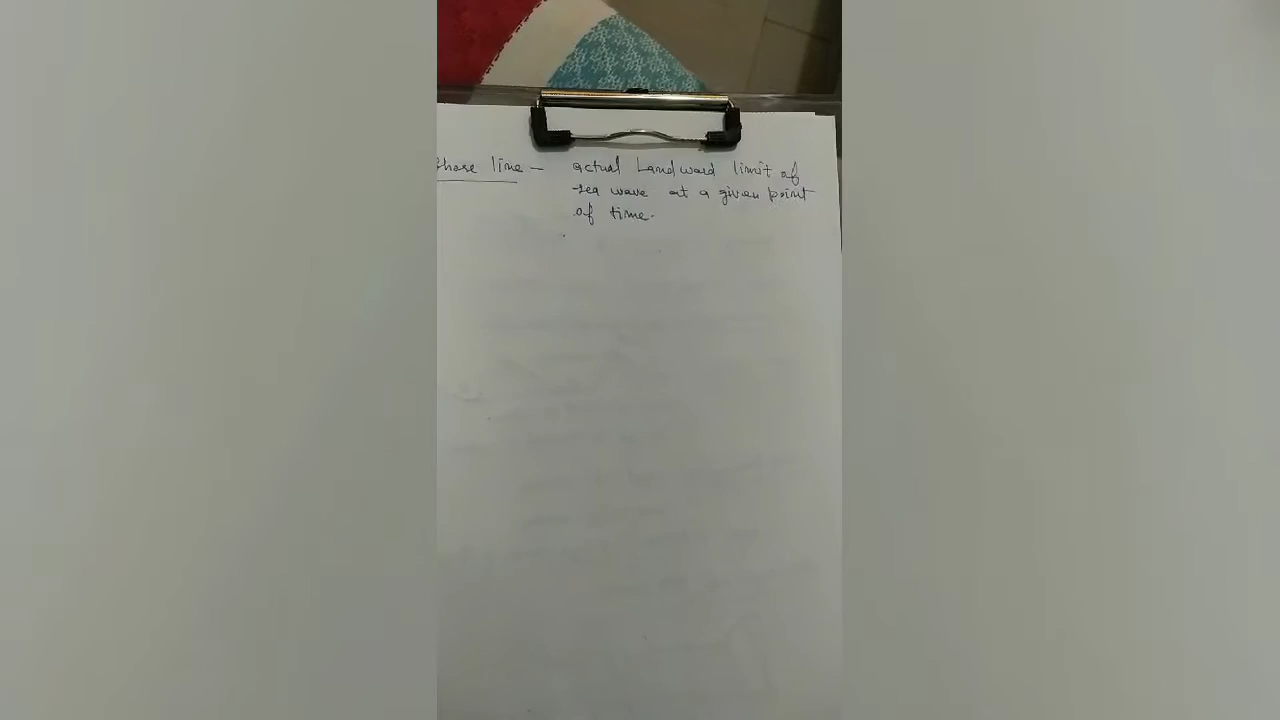 Shore line - actual Landward limit of
sea wave at a given point
of time.